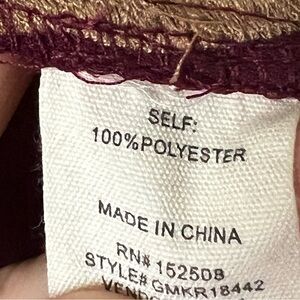 SELF:
100%POLYESTER
MADE IN CHINA
RN# 152508
STYLE# GMKR18442